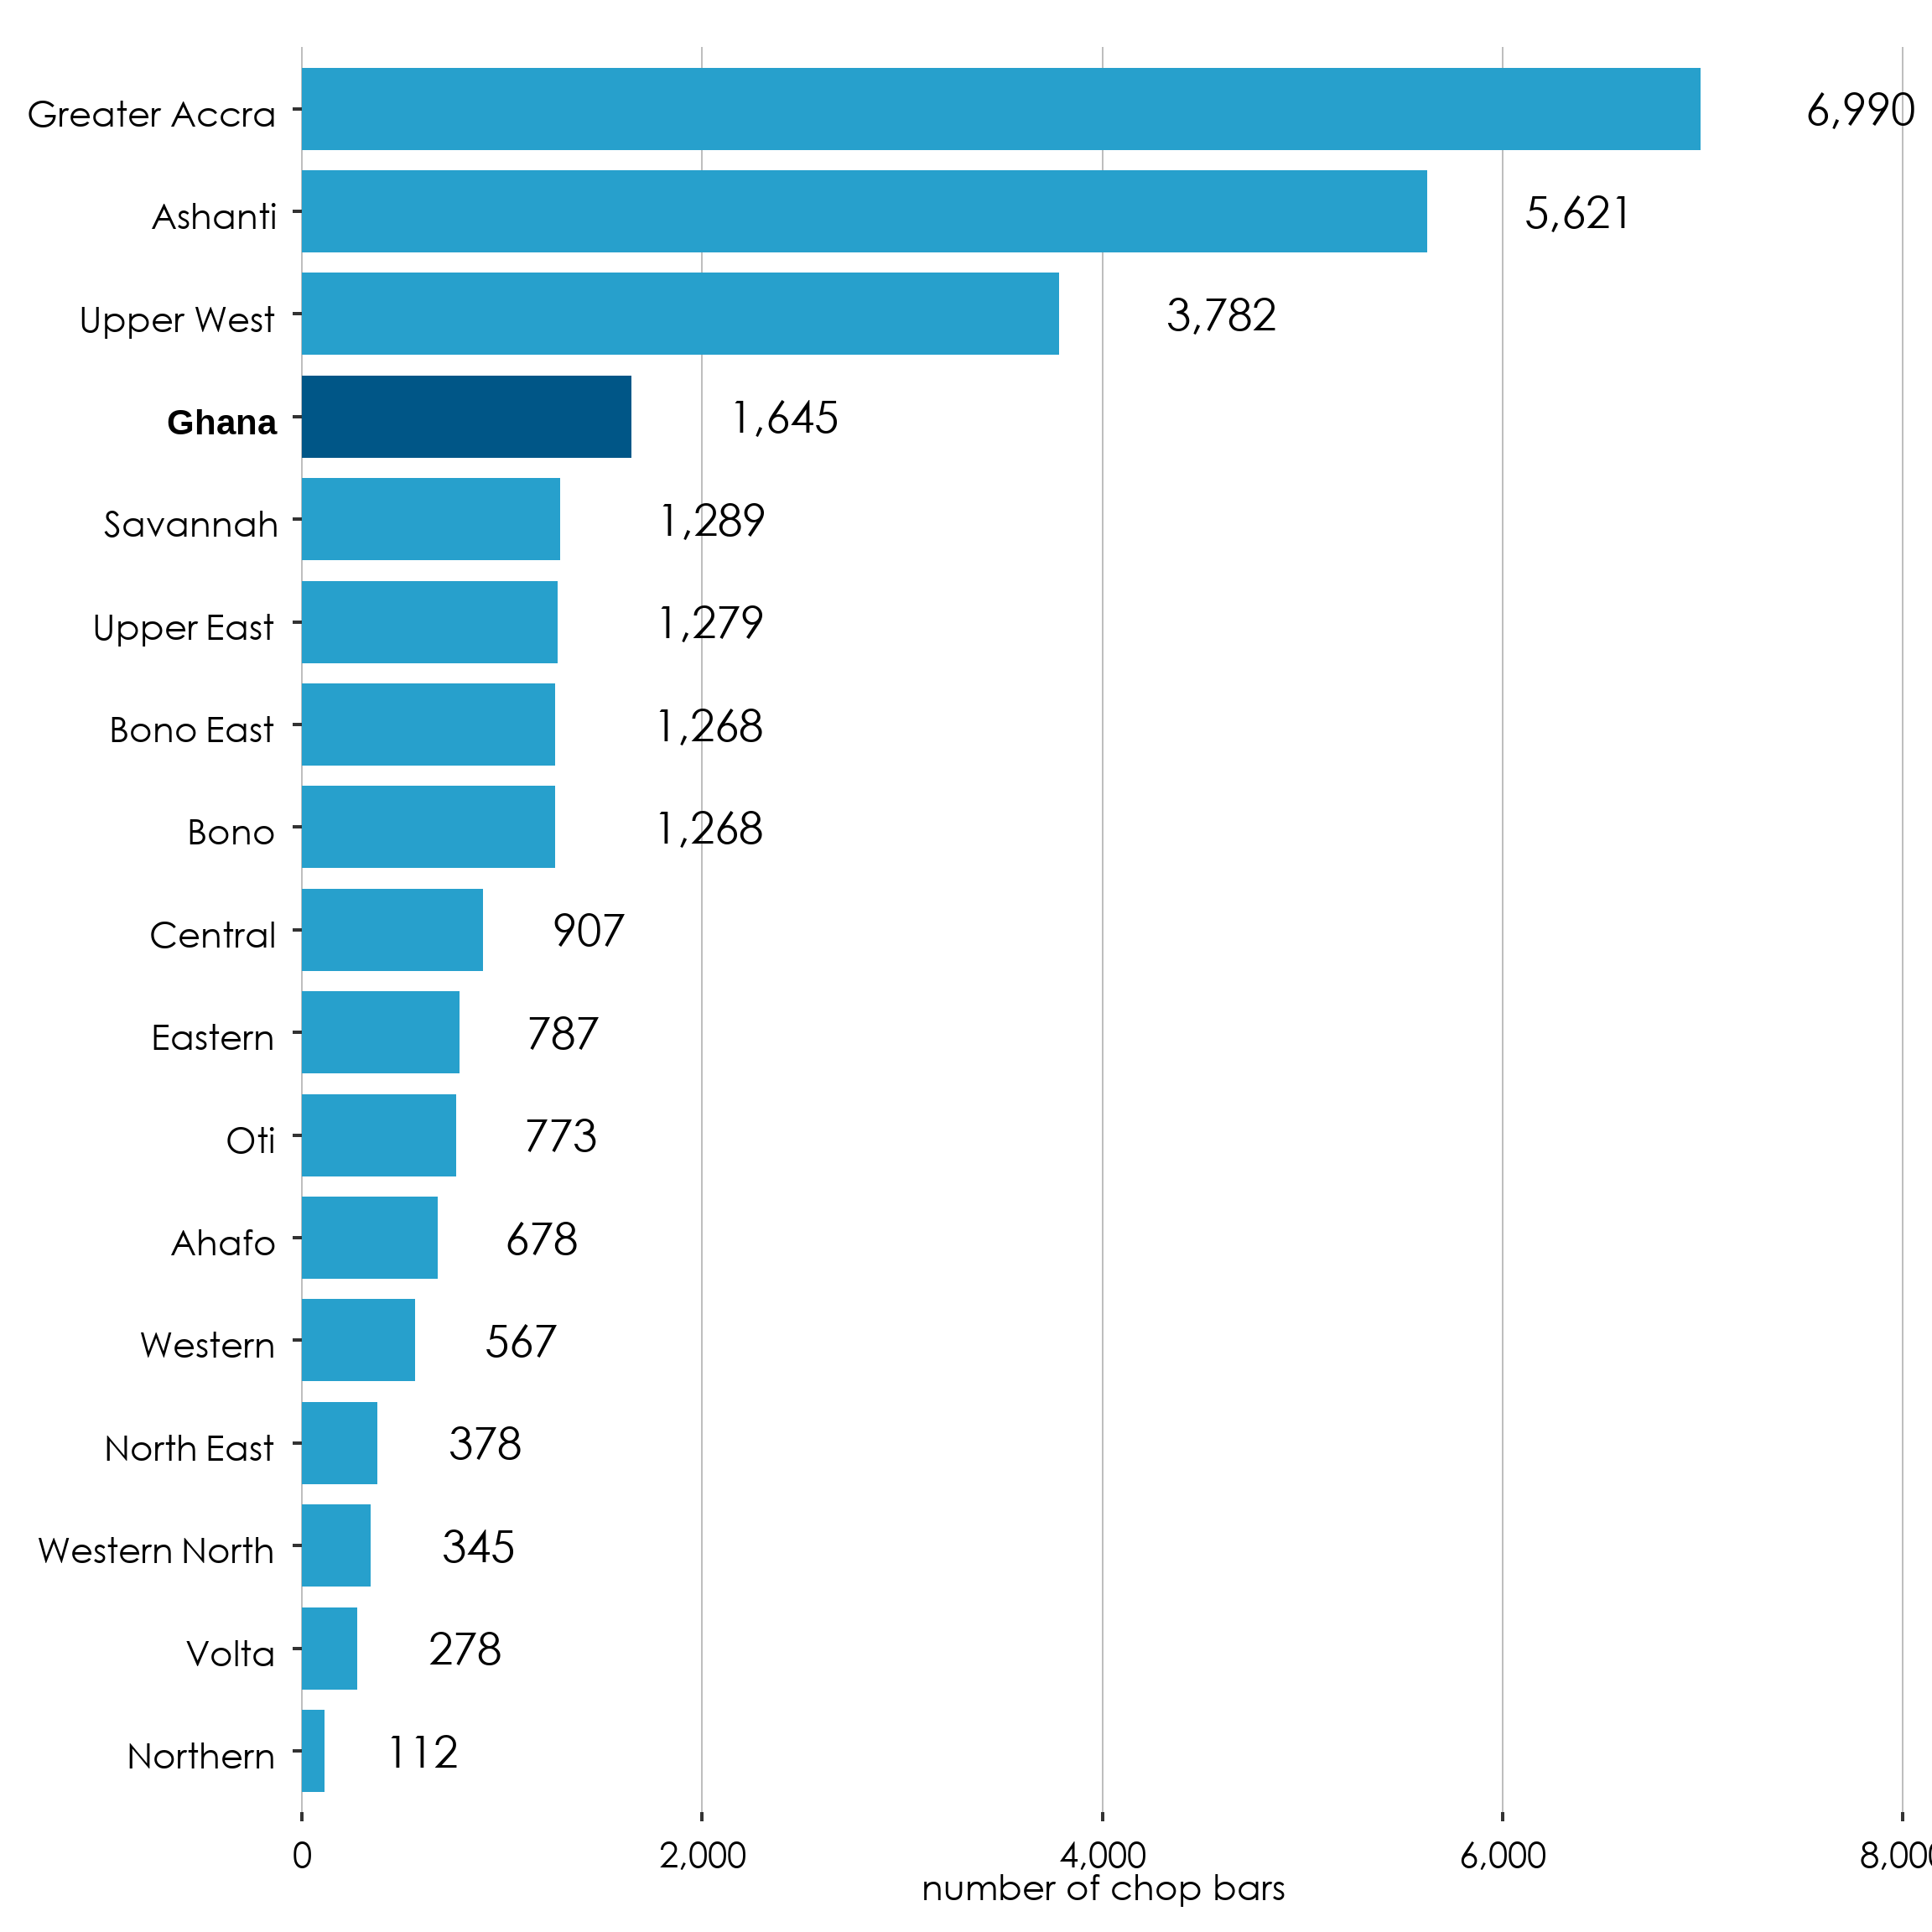 Greater Accra 6,990
Ashanti 5,621
Upper West 3,782
Ghana 1,645
Savannah 1,289
Upper East 1,279
Bono East 1,268
Bono 1,268
Central 907
Eastern 787
Oti 773
Ahafo 678
Western 567
North East 378
Western North 345
Volta 278
Northern 112
0 2,000 4,000 6,000 8,000
number of chop bars